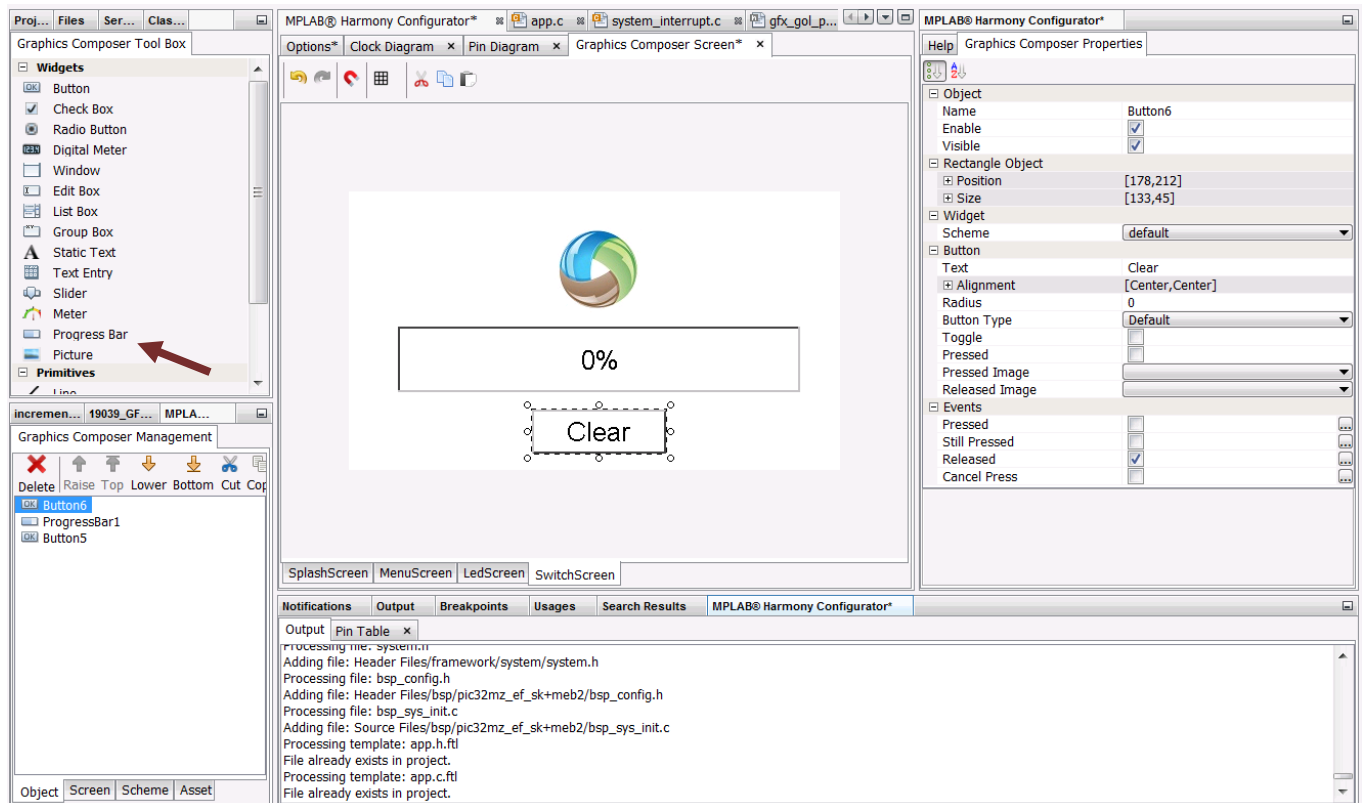 Proj... Files Ser... Clas...
Graphics Composer Tool Box
Widgets
Button
Check Box
Radio Button
Digital Meter
Window
Edit Box
List Box
Group Box
Static Text
Text Entry
Slider
Meter
Progress Bar
Picture
Primitives
Line
incremen... 19039_GF... MPLA...
Graphics Composer Management
Delete Raise Top Lower Bottom Cut Cop
Button6
ProgressBar1
Button5
Object Screen Scheme Asset
MPLAB® Harmony Configurator* app.c system_interrupt.c gfx_gol_p...
Options* Clock Diagram Pin Diagram Graphics Composer Screen*
0%
Clear
SplashScreen MenuScreen LedScreen SwitchScreen
MPLAB® Harmony Configurator*
Help Graphics Composer Properties
Object
Name Button6
Enable
Visible
Rectangle Object
Position [178,212]
Size [133,45]
Widget
Scheme default
Button
Text Clear
Alignment [Center,Center]
Radius 0
Button Type Default
Toggle
Pressed
Pressed Image
Released Image
Events
Pressed ...
Still Pressed ...
Released ...
Cancel Press ...
Notifications Output Breakpoints Usages Search Results MPLAB® Harmony Configurator*
Output Pin Table
Processing file: system.h
Adding file: Header Files/framework/system/system.h
Processing file: bsp_config.h
Adding file: Header Files/bsp/pic32mz_ef_sk+meb2/bsp_config.h
Processing file: bsp_sys_init.c
Adding file: Source Files/bsp/pic32mz_ef_sk+meb2/bsp_sys_init.c
Processing template: app.h.ftl
File already exists in project.
Processing template: app.c.ftl
File already exists in project.